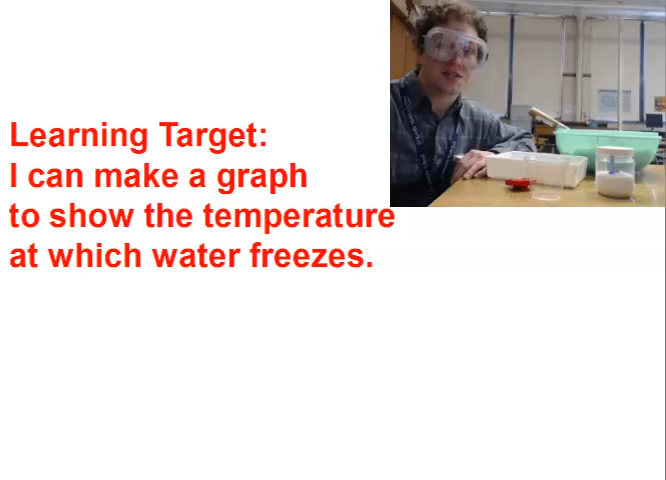 Learning Target:
I can make a graph
to show the temperature
at which water freezes.